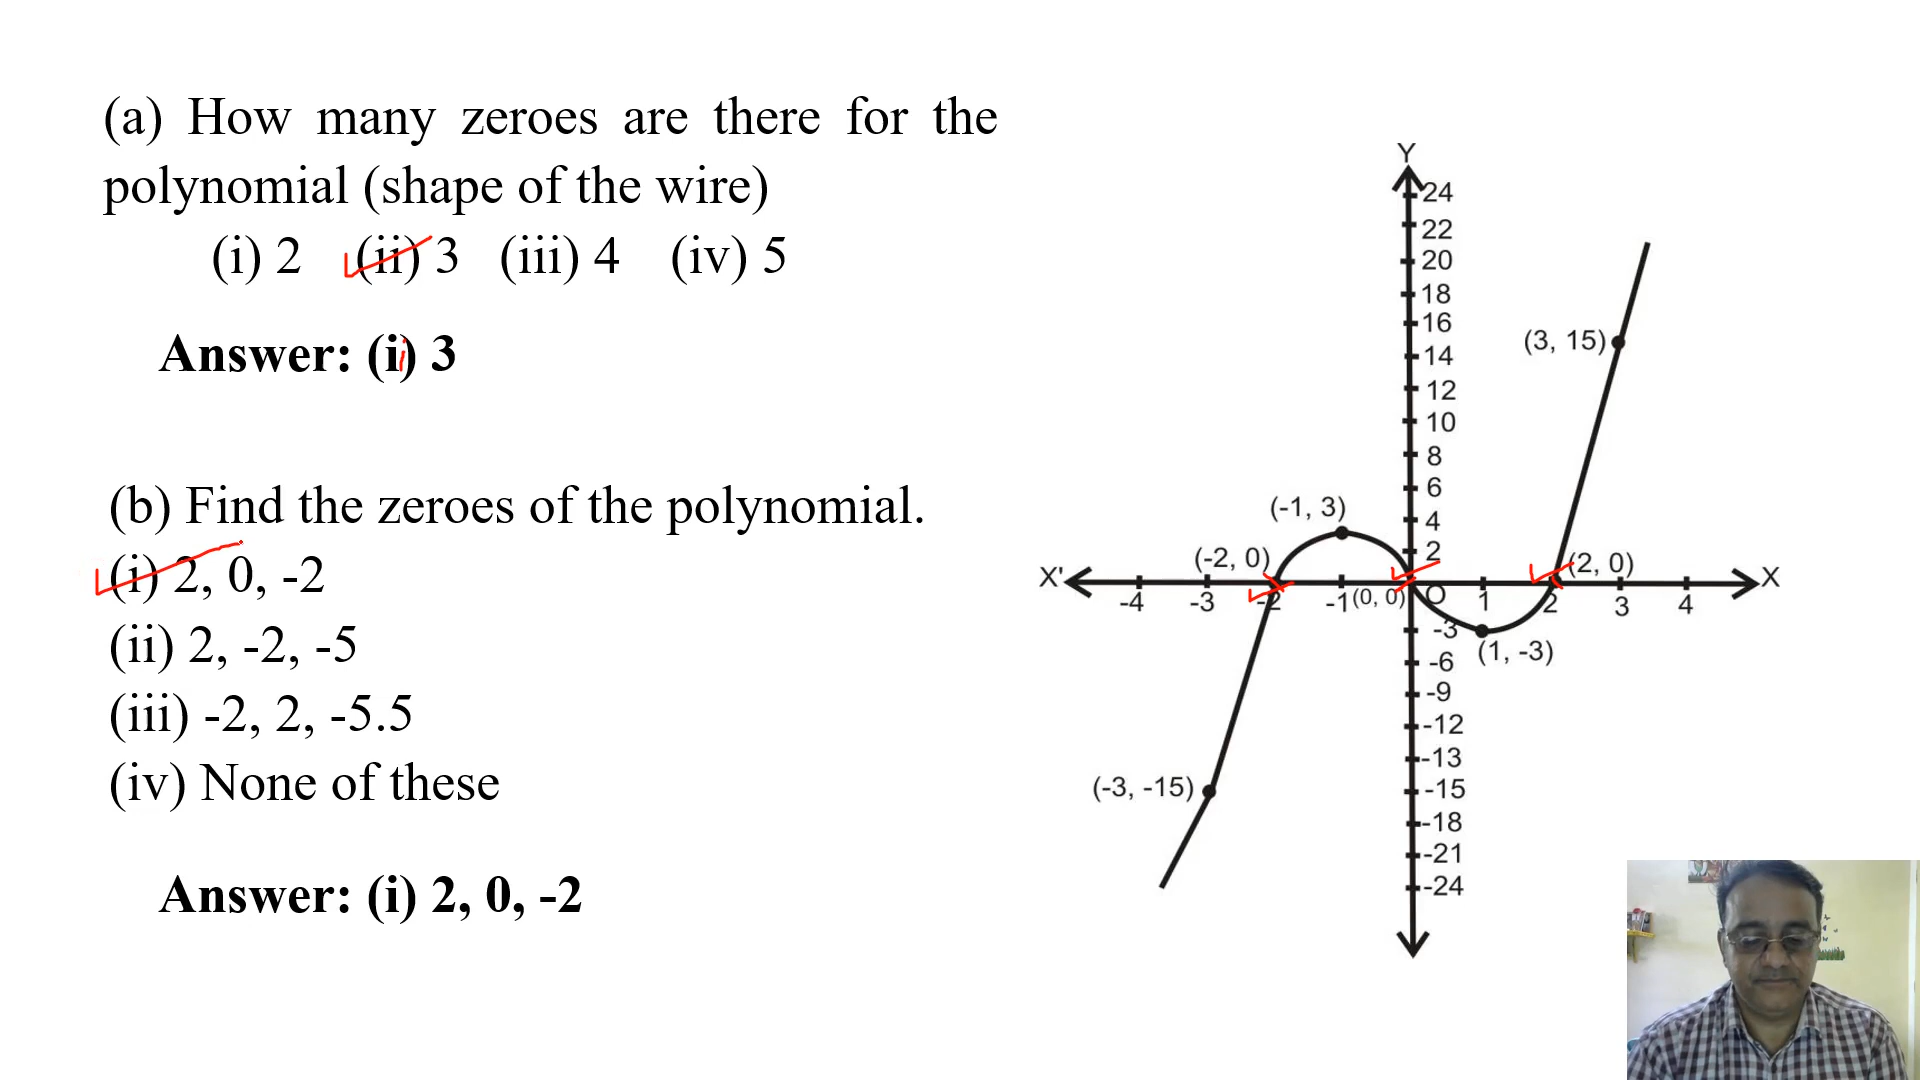 (a) How many zeroes are there for the
polynomial (shape of the wire)
(i) 2 (ii) 3 (iii) 4 (iv) 5
Answer: (i) 3
(b) Find the zeroes of the polynomial.
(i) 2, 0, -2
(ii) 2, -2, -5
(iii) -2, 2, -5.5
(iv) None of these
Answer: (i) 2, 0, -2
Y
24
22
20
18
16
(3, 15)
14
12
10
8
6
(-1, 3)
4
2
(-2, 0)
(2, 0)
X'
X
-4 -3 -2 -1 (0, 0) O 1 2 3 4
-3
(1, -3)
-6
-9
-12
-13
(-3, -15)
-15
-18
-21
-24